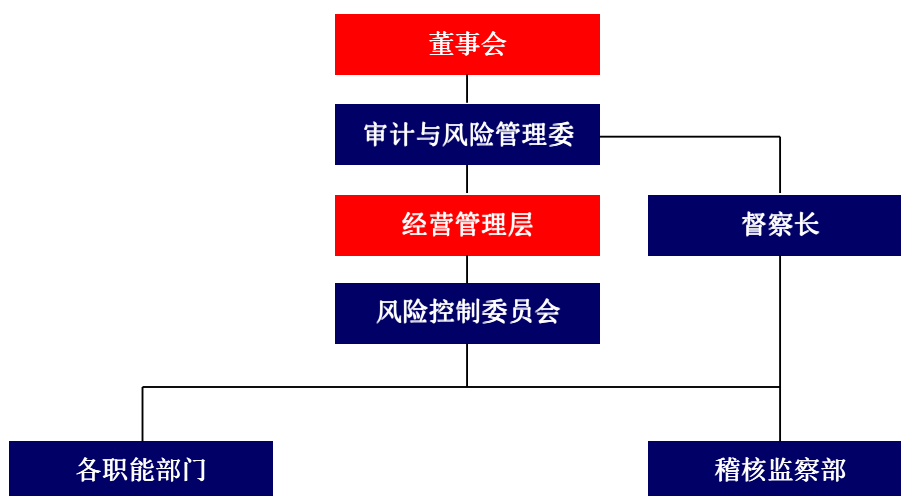 董事会
审计与风险管理委
经营管理层
督察长
风险控制委员会
各职能部门
稽核监察部